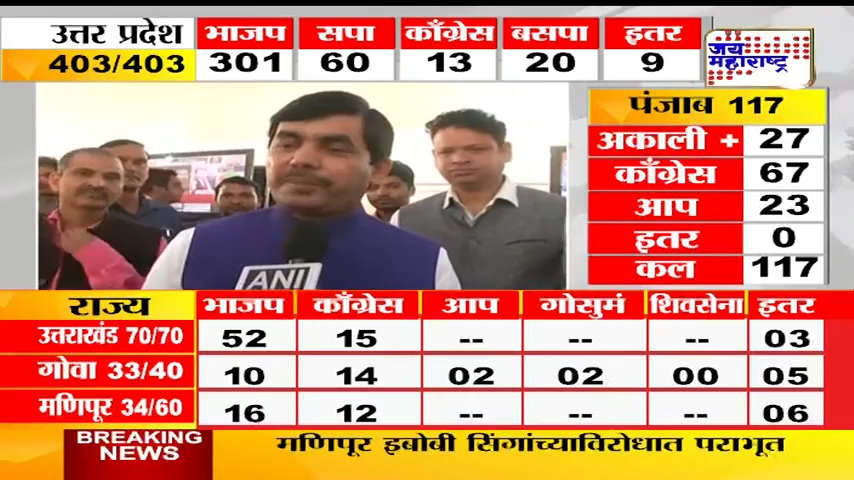 उत्तर प्रदेश भाजप सपा काँग्रेस बसपा इतर
403/403 301 60 13 20 9
जय महाराष्ट्र
पंजाब 117
अकाली + 27
काँग्रेस 67
आप 23
इतर 0
कल 117
ANI
राज्य भाजप काँग्रेस आप गोसुमं शिवसेना इतर
उत्तराखंड 70/70 52 15 -- -- -- 03
गोवा 33/40 10 14 02 02 00 05
मणिपूर 34/60 16 12 -- -- -- 06
BREAKING NEWS
मणिपूर इबोबी सिंगांच्याविरोधात पराभूत